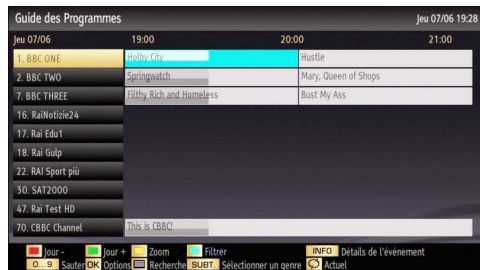 Guide des Programmes Jeu 07/06 19:28
Jeu 07/06 19:00 20:00 21:00
1. BBC ONE Holby City Hustle
2. BBC TWO Springwatch Mary, Queen of Shops
7. BBC THREE Filthy Rich and Homeless Bust My Ass
16. RaiNotizie24
17. Rai Edu1
18. Rai Gulp
22. RAI Sport più
30. SAT2000
47. Rai Test HD
70. CBBC Channel This is CBBC!
Jour - Jour + Zoom Filtrer INFO Détails de l'événement
0...9 Sauter OK Options Recherche SUBT. Sélectionner un genre Actuel